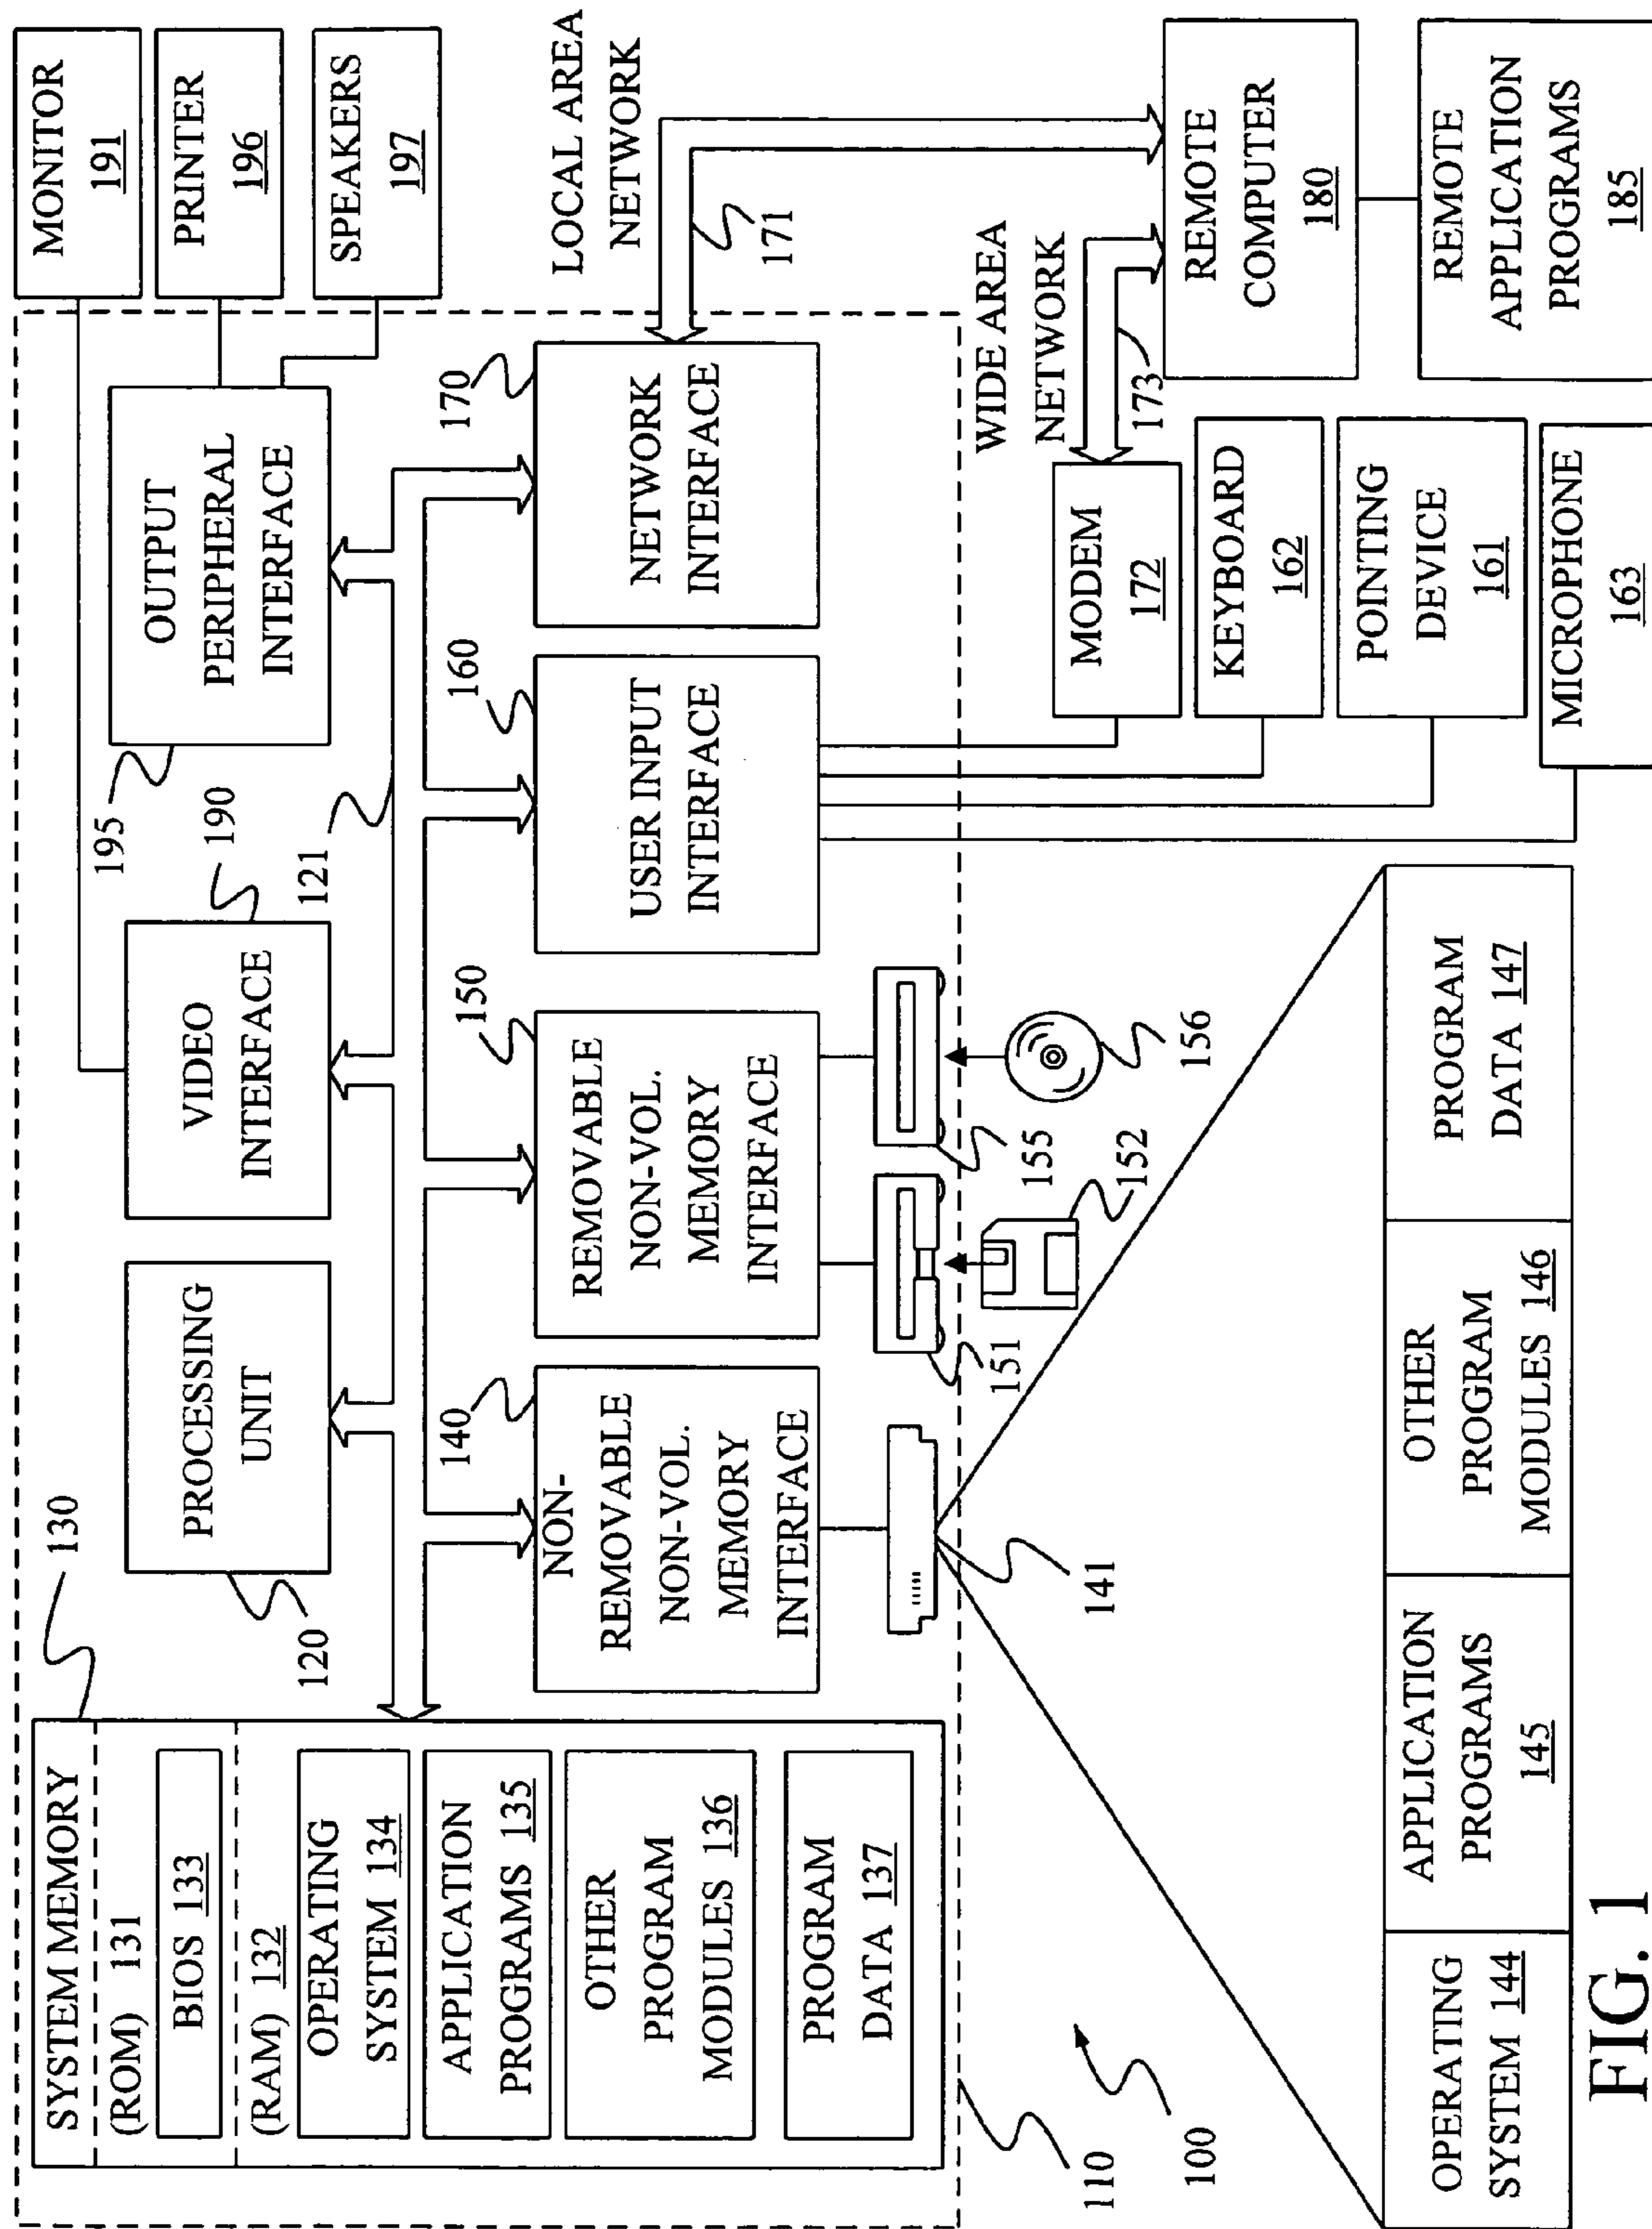 SYSTEM MEMORY
(ROM) 131
BIOS 133
(RAM) 132
OPERATING
SYSTEM 134
APPLICATION
PROGRAMS 135
OTHER
PROGRAM
MODULES 136
PROGRAM
DATA 137
130
PROCESSING
UNIT
120
VIDEO
INTERFACE
190
121
OUTPUT
PERIPHERAL
INTERFACE
195
MONITOR
191
PRINTER
196
SPEAKERS
197
140
NON-
REMOVABLE
NON-VOL.
MEMORY
INTERFACE
150
REMOVABLE
NON-VOL.
MEMORY
INTERFACE
160
USER INPUT
INTERFACE
170
NETWORK
INTERFACE
LOCAL AREA
NETWORK
171
141
151
152
155
156
WIDE AREA
NETWORK
173
MODEM
172
KEYBOARD
162
POINTING
DEVICE
161
MICROPHONE
163
REMOTE
COMPUTER
180
REMOTE
APPLICATION
PROGRAMS
185
110
100
OPERATING
SYSTEM 144
APPLICATION
PROGRAMS
145
OTHER
PROGRAM
MODULES 146
PROGRAM
DATA 147
FIG. 1